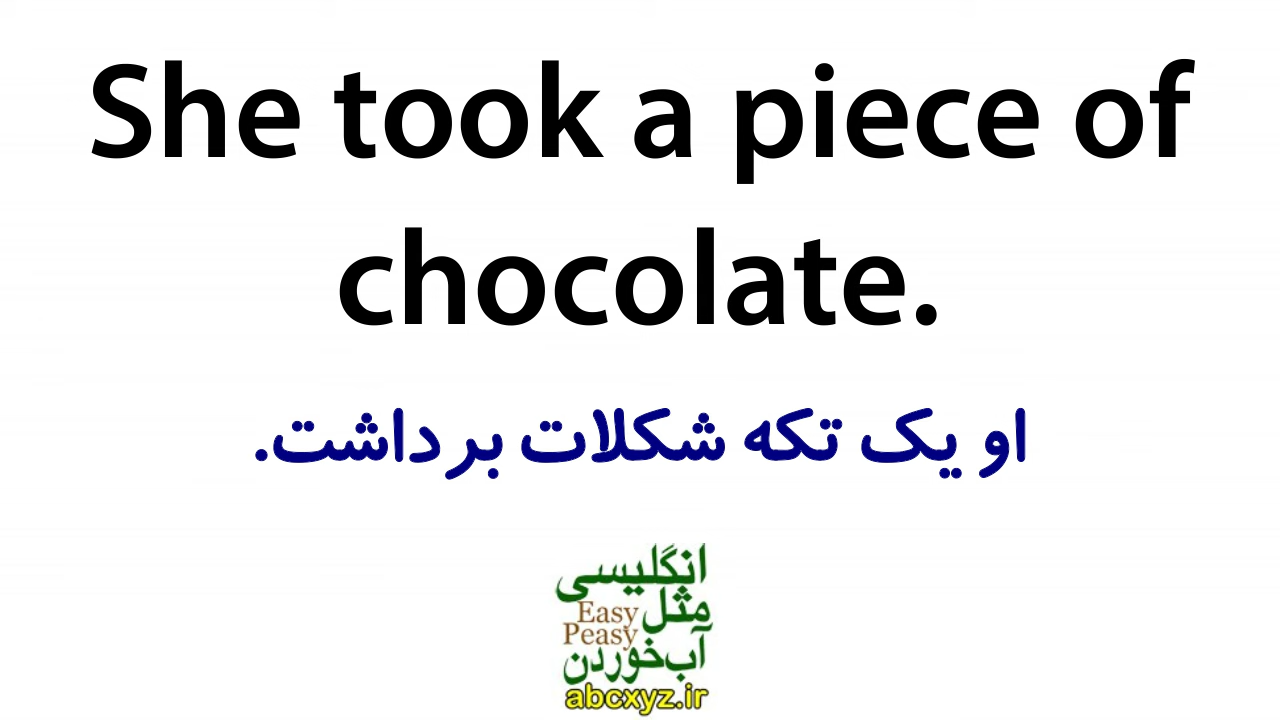 She took a piece of
chocolate.
او یک تکه شکلات برداشت.
انگلیسی
مثل
Easy
Peasy
آب‌خوردن
abcxyz.ir